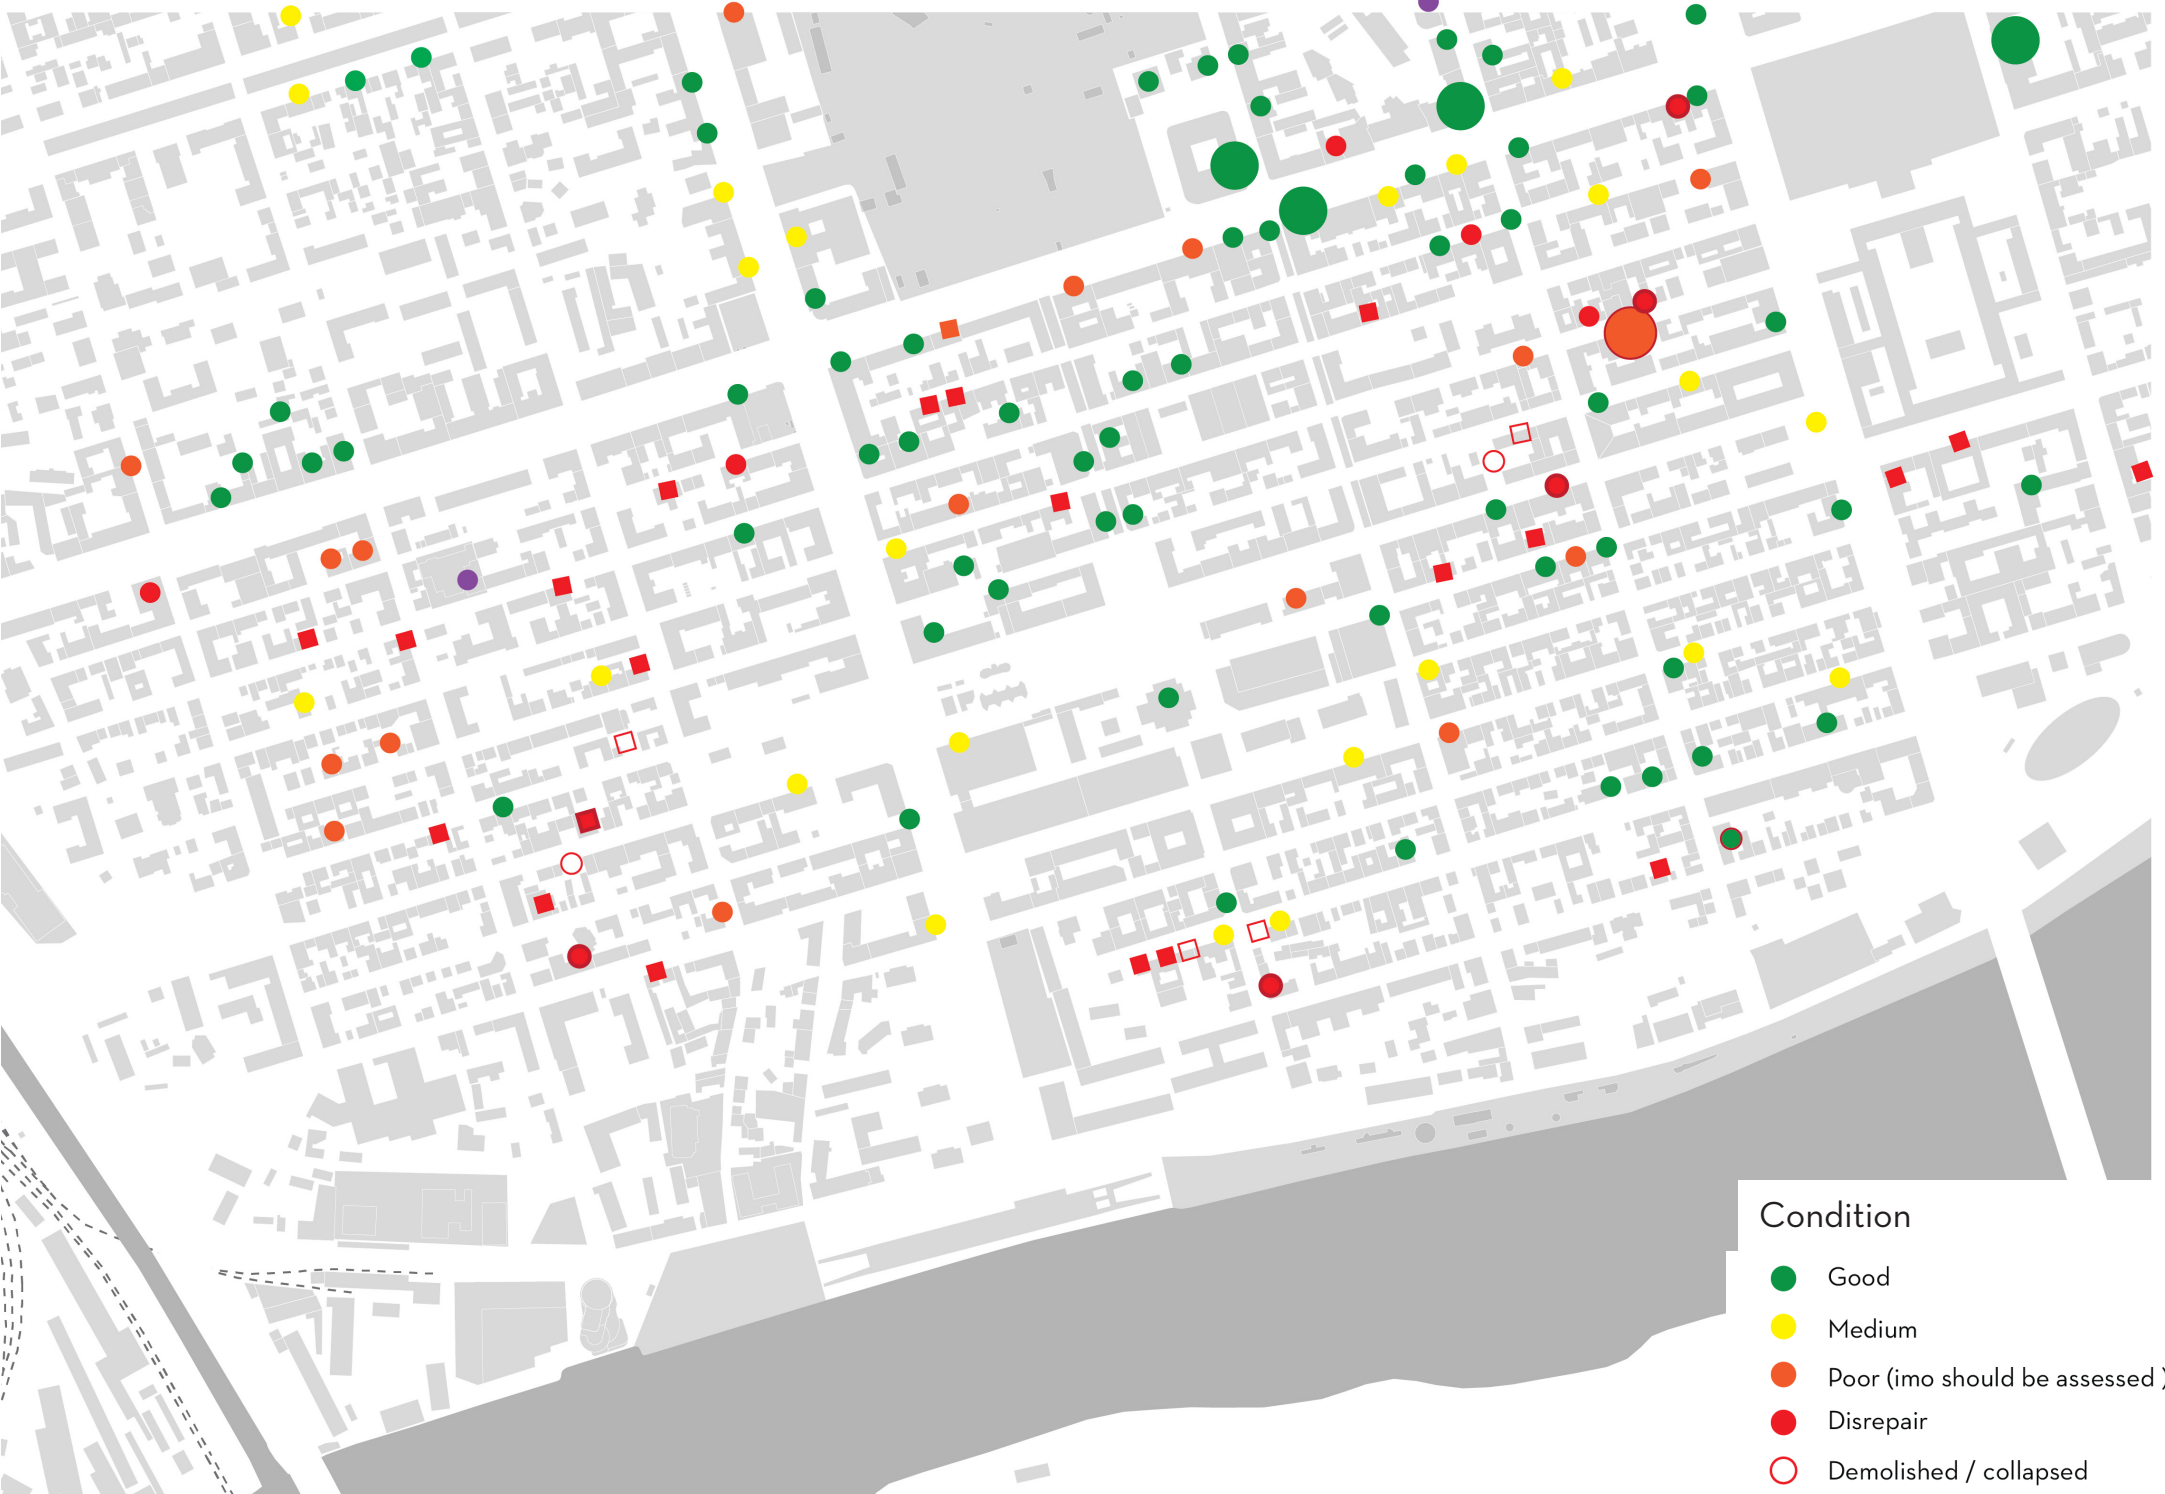 Condition
Good
Medium
Poor (imo should be assessed )
Disrepair
Demolished / collapsed